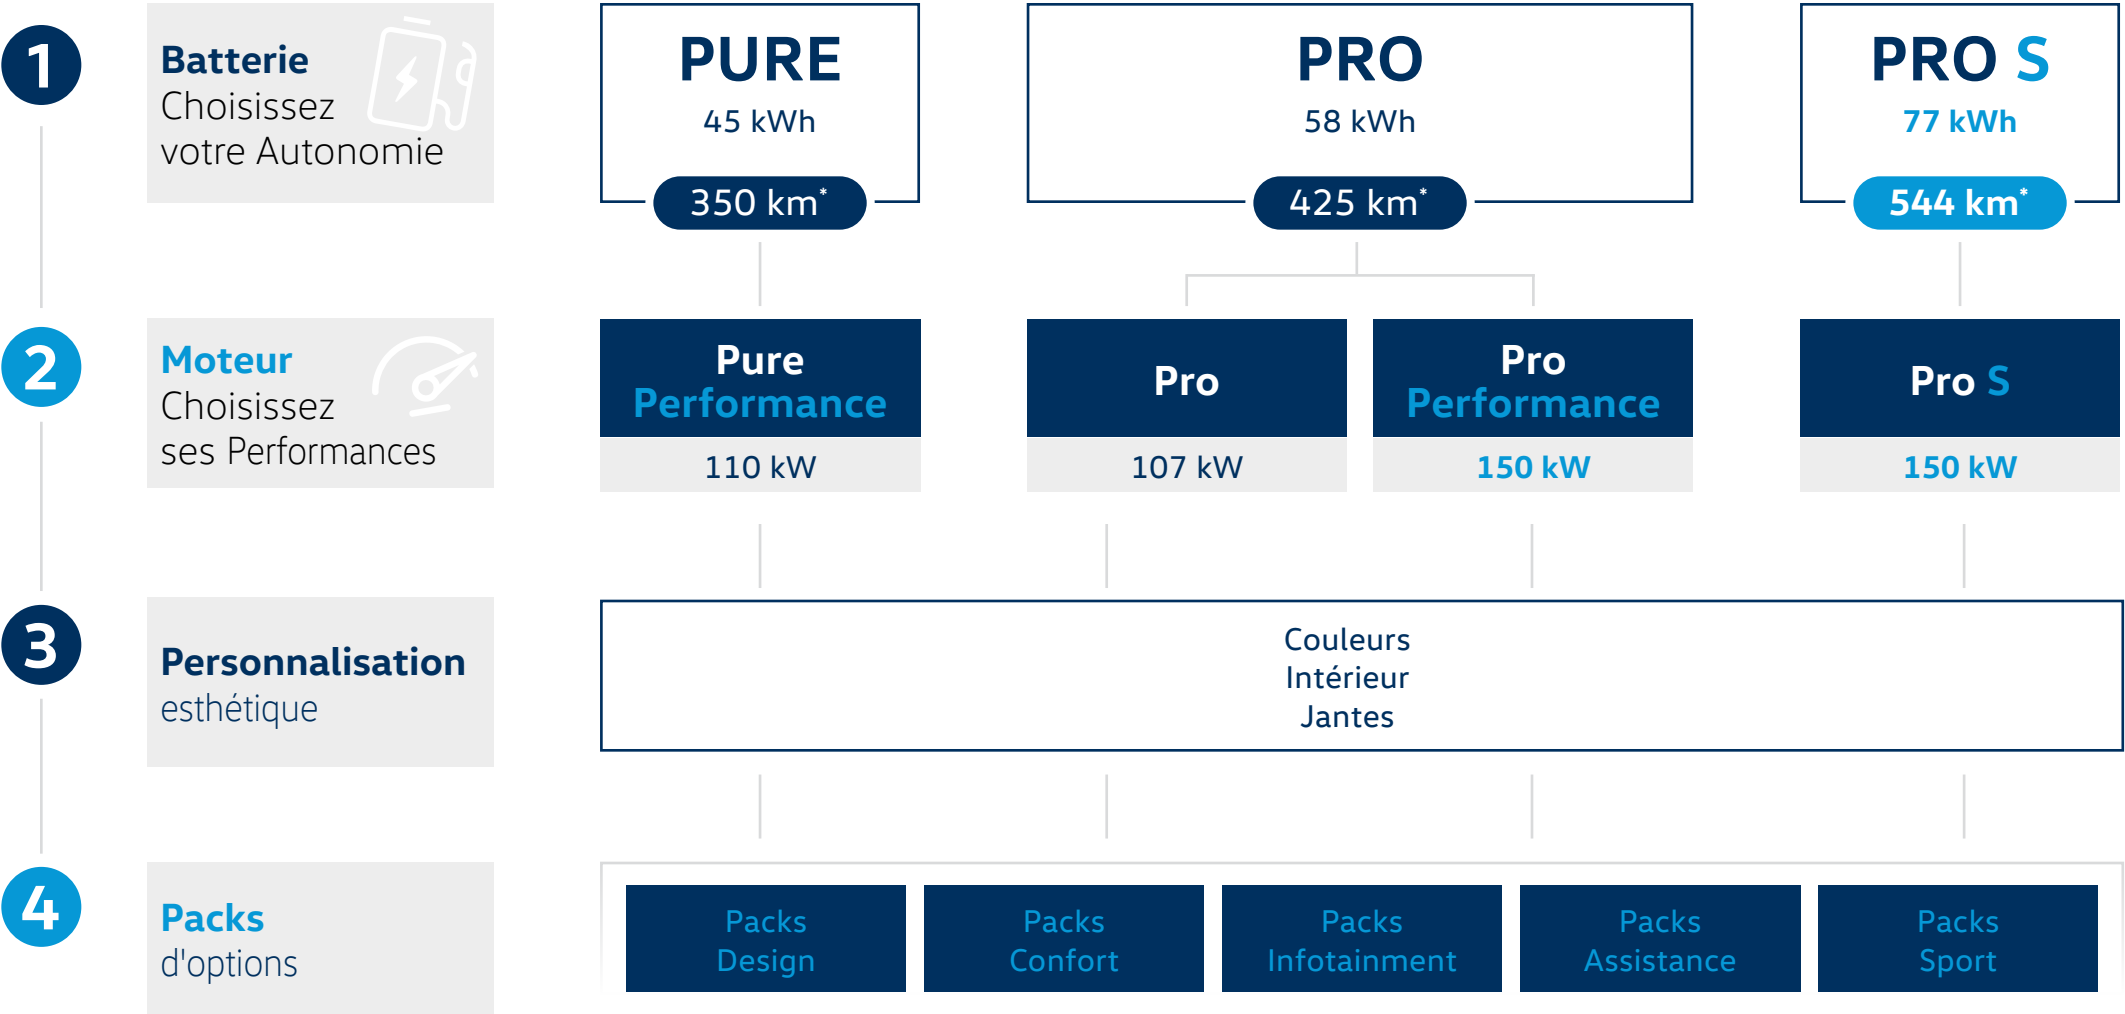 1
Batterie
Choisissez
votre Autonomie
PURE
45 kWh
350 km*
PRO
58 kWh
425 km*
PRO S
77 kWh
544 km*
2
Moteur
Choisissez
ses Performances
Pure
Performance
110 kW
Pro
107 kW
Pro
Performance
150 kW
Pro S
150 kW
3
Personnalisation
esthétique
Couleurs
Intérieur
Jantes
4
Packs
d'options
Packs
Design
Packs
Confort
Packs
Infotainment
Packs
Assistance
Packs
Sport